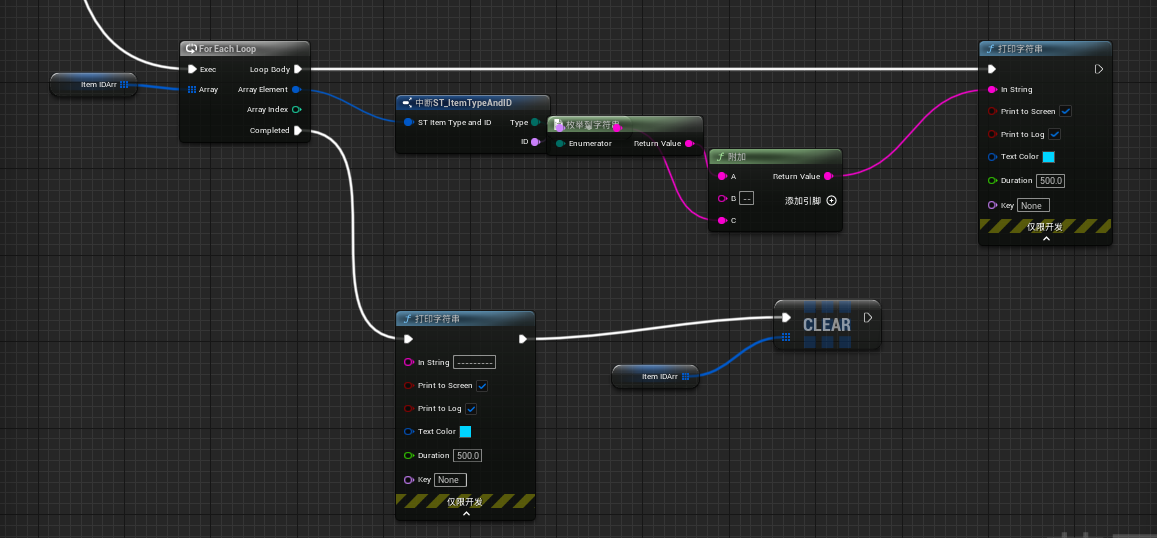 For Each Loop
Exec
Loop Body
Item IDArr
Array
Array Element
Array Index
Completed
中断ST_ItemTypeAndID
ST Item Type and ID
Type
ID
枚举到字符串
Enumerator
Return Value
附加
A
Return Value
B
--
添加引脚
C
打印字符串
In String
Print to Screen
Print to Log
Text Color
Duration
500.0
Key
None
仅限开发
打印字符串
In String
---------
Print to Screen
Print to Log
Text Color
Duration
500.0
Key
None
仅限开发
CLEAR
Item IDArr